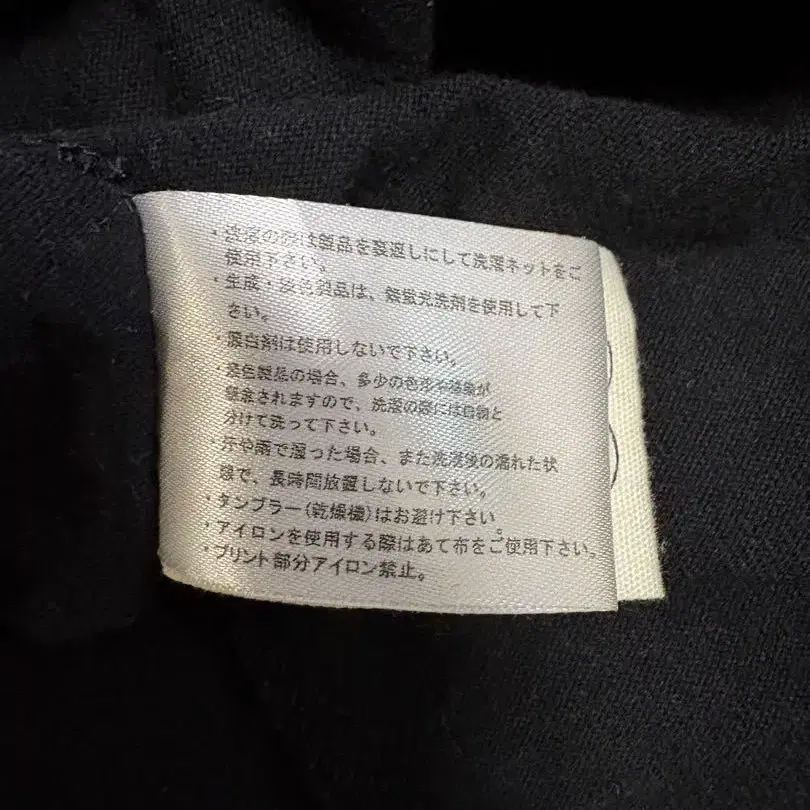 ・洗濯の際は製品を裏返しにして洗濯ネットをご
使用下さい。
・生成・淡色製品は、無蛍光洗剤を使用して下
さい。
・漂白剤は使用しないで下さい。
・染色製品の場合、多少の色落や移染が
懸念されますので、洗濯の際には白物と
分けて洗って下さい。
・汗や雨で湿った場合、また洗濯後の濡れた状
態で、長時間放置しないで下さい。
・タンブラー(乾燥機)はお避け下さい。
・アイロンを使用する際はあて布をご使用下さい。
・プリント部分アイロン禁止。